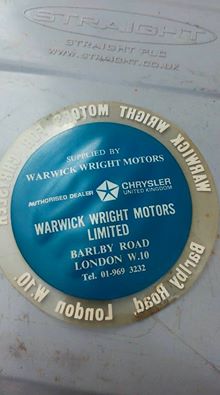 STRAIGHT
STRAIGHT PLC
www.straight.co.uk
WARWICK WRIGHT MOTORS
SUPPLIED BY
WARWICK WRIGHT MOTORS
AUTHORISED DEALER
CHRYSLER
UNITED KINGDOM
WARWICK WRIGHT MOTORS
LIMITED
BARLBY ROAD
LONDON W.10
Tel. 01-969 3232
Barlby Road, London W.10.